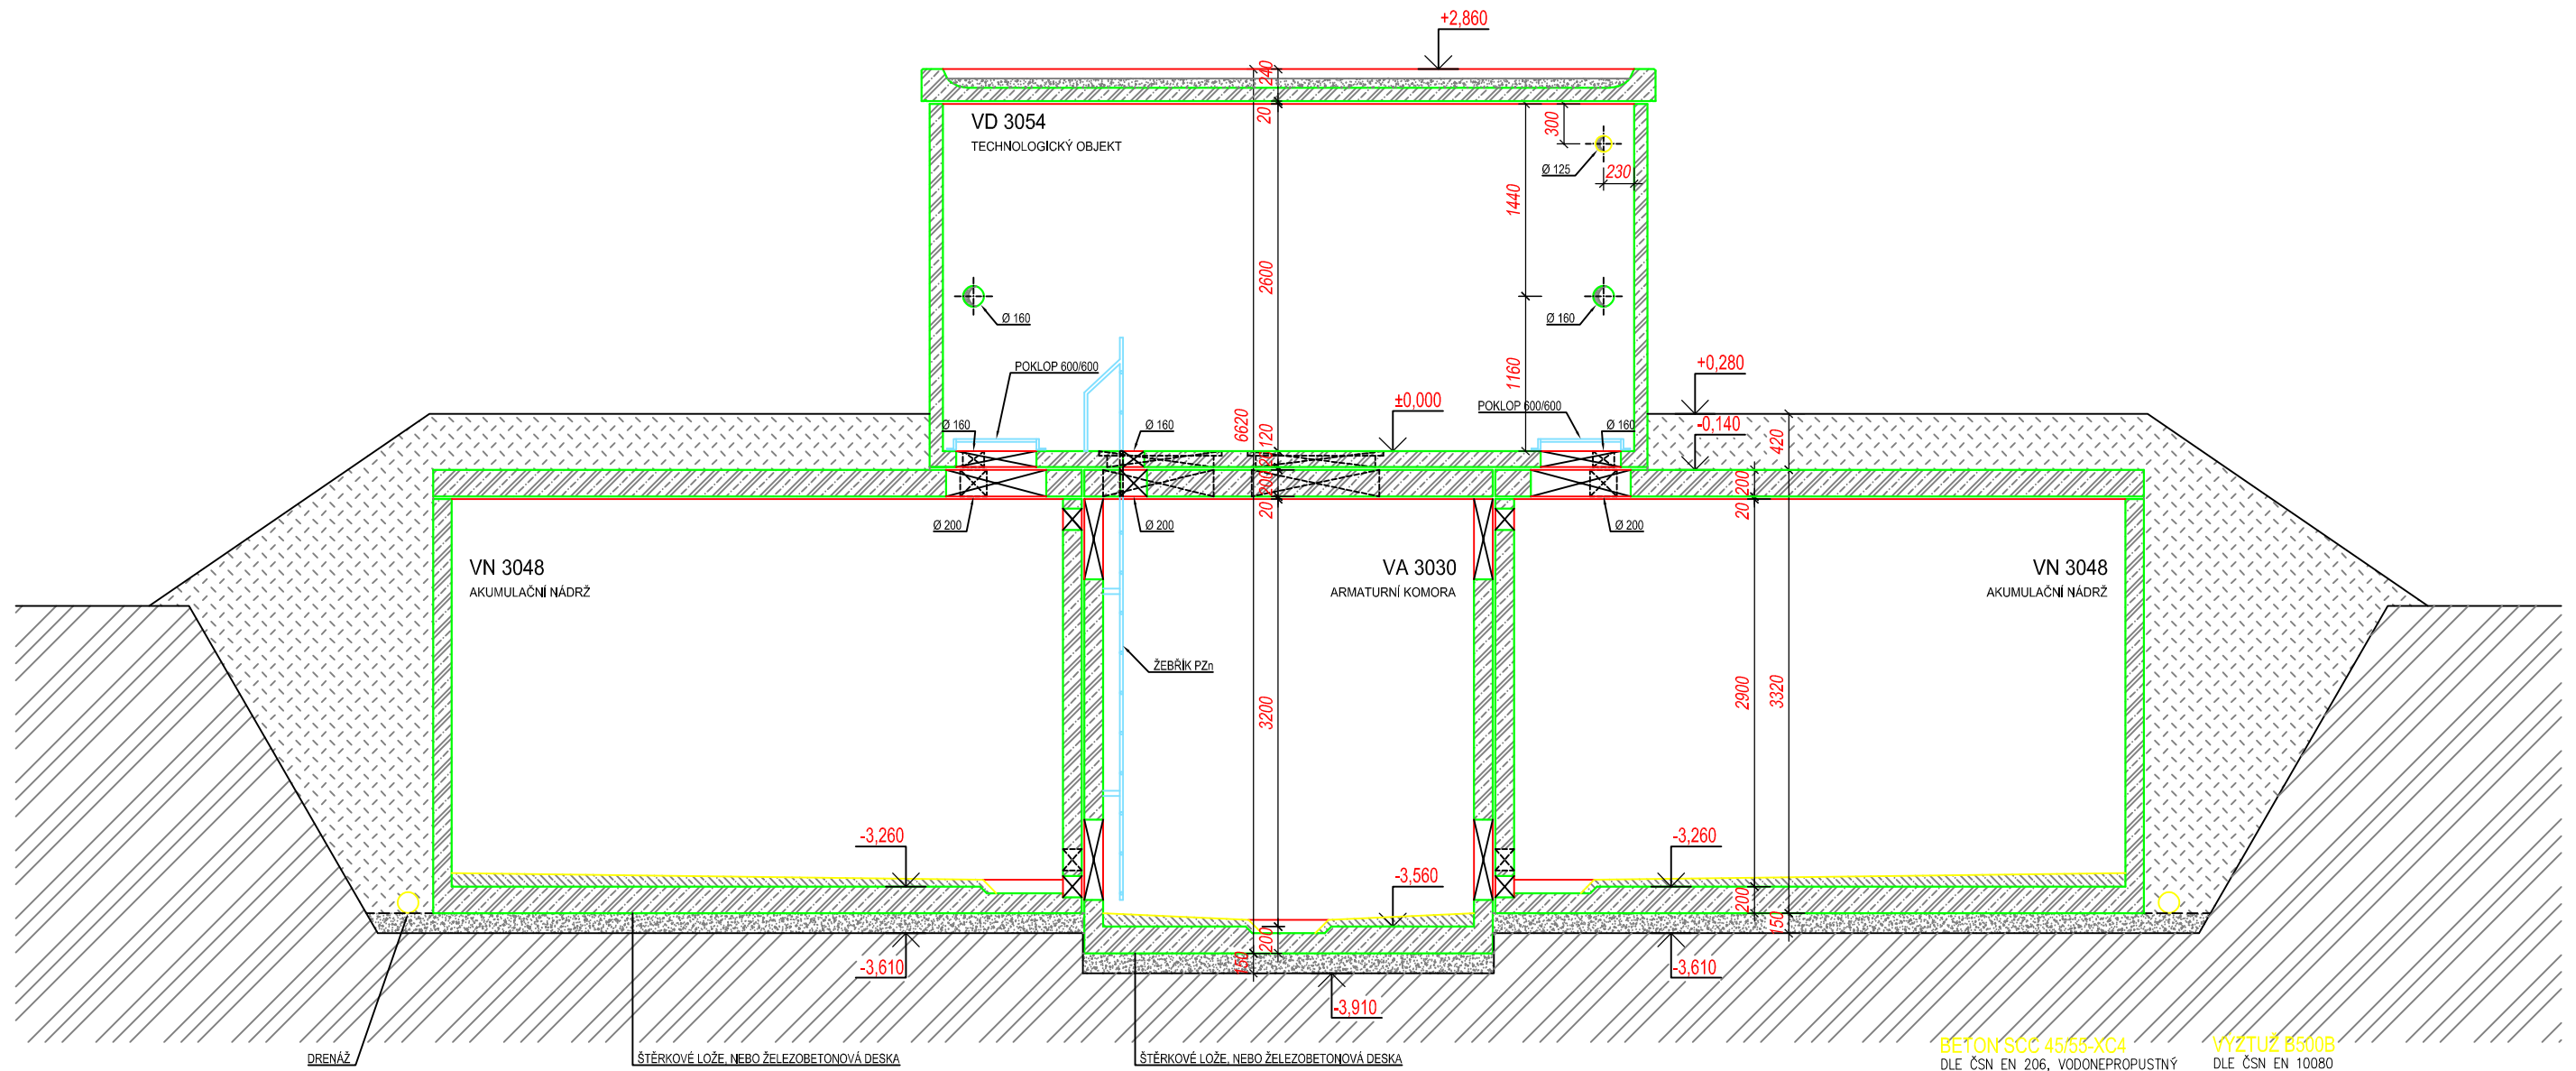 +2,860
240
20
VD 3054
TECHNOLOGICKÝ OBJEKT
300
Ø 125
230
1440
2600
Ø 160
Ø 160
POKLOP 600/600
1160
+0,280
±0,000
POKLOP 600/600
6620
-0,140
420
Ø 160
Ø 160
120
Ø 160
20
200
200
20
20
Ø 200
Ø 200
Ø 200
VN 3048
AKUMULAČNÍ NÁDRŽ
VA 3030
ARMATURNÍ KOMORA
VN 3048
AKUMULAČNÍ NÁDRŽ
ŽEBŘÍK PZn
3200
2900
3320
-3,260
-3,260
-3,560
200
150
200
150
-3,610
-3,610
-3,910
DRENÁŽ
ŠTĚRKOVÉ LOŽE, NEBO ŽELEZOBETONOVÁ DESKA
ŠTĚRKOVÉ LOŽE, NEBO ŽELEZOBETONOVÁ DESKA
BETON SCC 45/55-XC4
DLE ČSN EN 206, VODONEPROPUSTNÝ
VÝZTUŽ B500B
DLE ČSN EN 10080